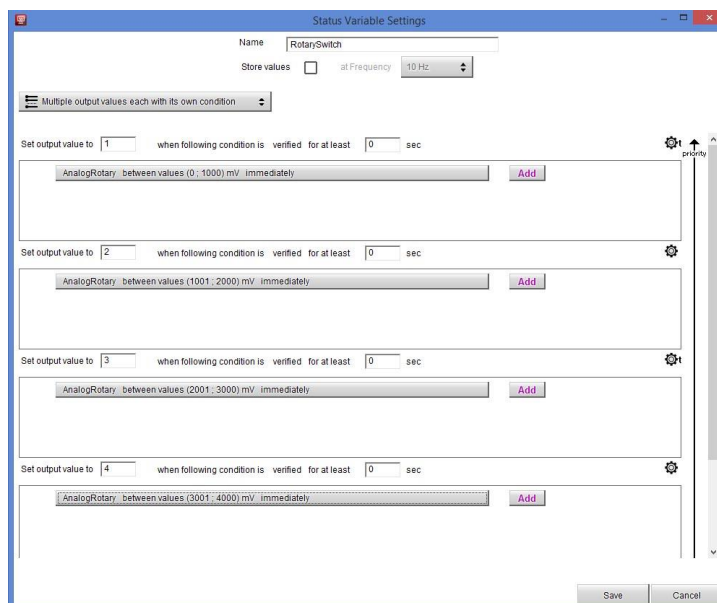 Status Variable Settings
Name RotarySwitch
Store values at Frequency 10 Hz
Multiple output values each with its own condition
Set output value to 1 when following condition is verified for at least 0 sec
priority
AnalogRotary between values (0 ; 1000) mV immediately Add
Set output value to 2 when following condition is verified for at least 0 sec
AnalogRotary between values (1001 ; 2000) mV immediately Add
Set output value to 3 when following condition is verified for at least 0 sec
AnalogRotary between values (2001 ; 3000) mV immediately Add
Set output value to 4 when following condition is verified for at least 0 sec
AnalogRotary between values (3001 ; 4000) mV immediately Add
Save Cancel